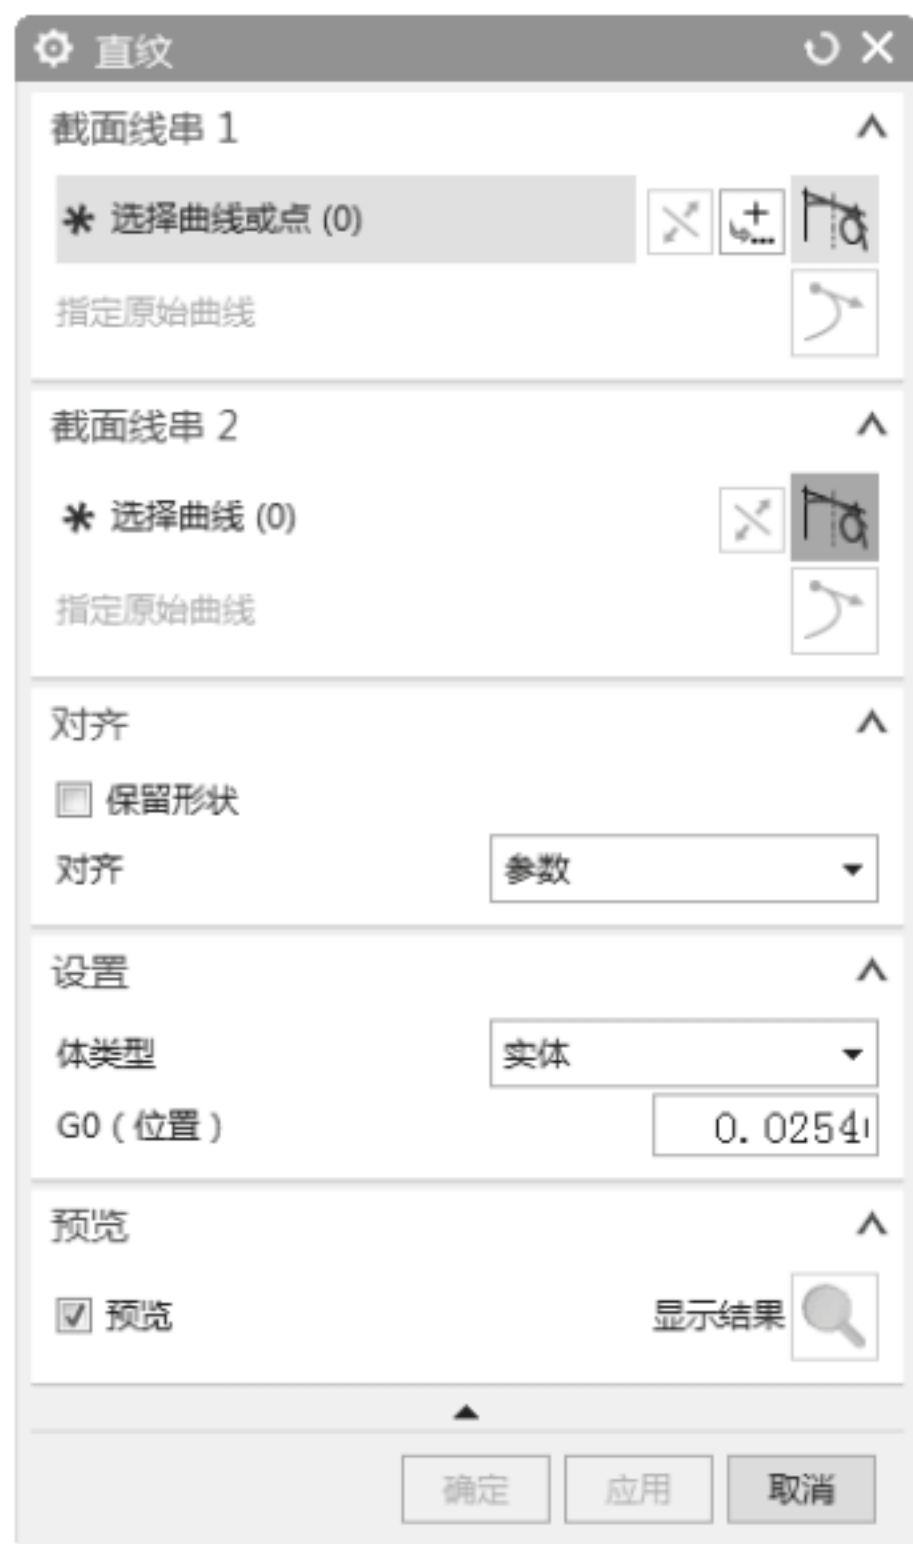 直纹
截面线串 1
选择曲线或点 (0)
指定原始曲线
截面线串 2
选择曲线 (0)
指定原始曲线
对齐
保留形状
对齐 参数
设置
体类型 实体
G0 ( 位置 ) 0.0254
预览
预览 显示结果
确定 应用 取消